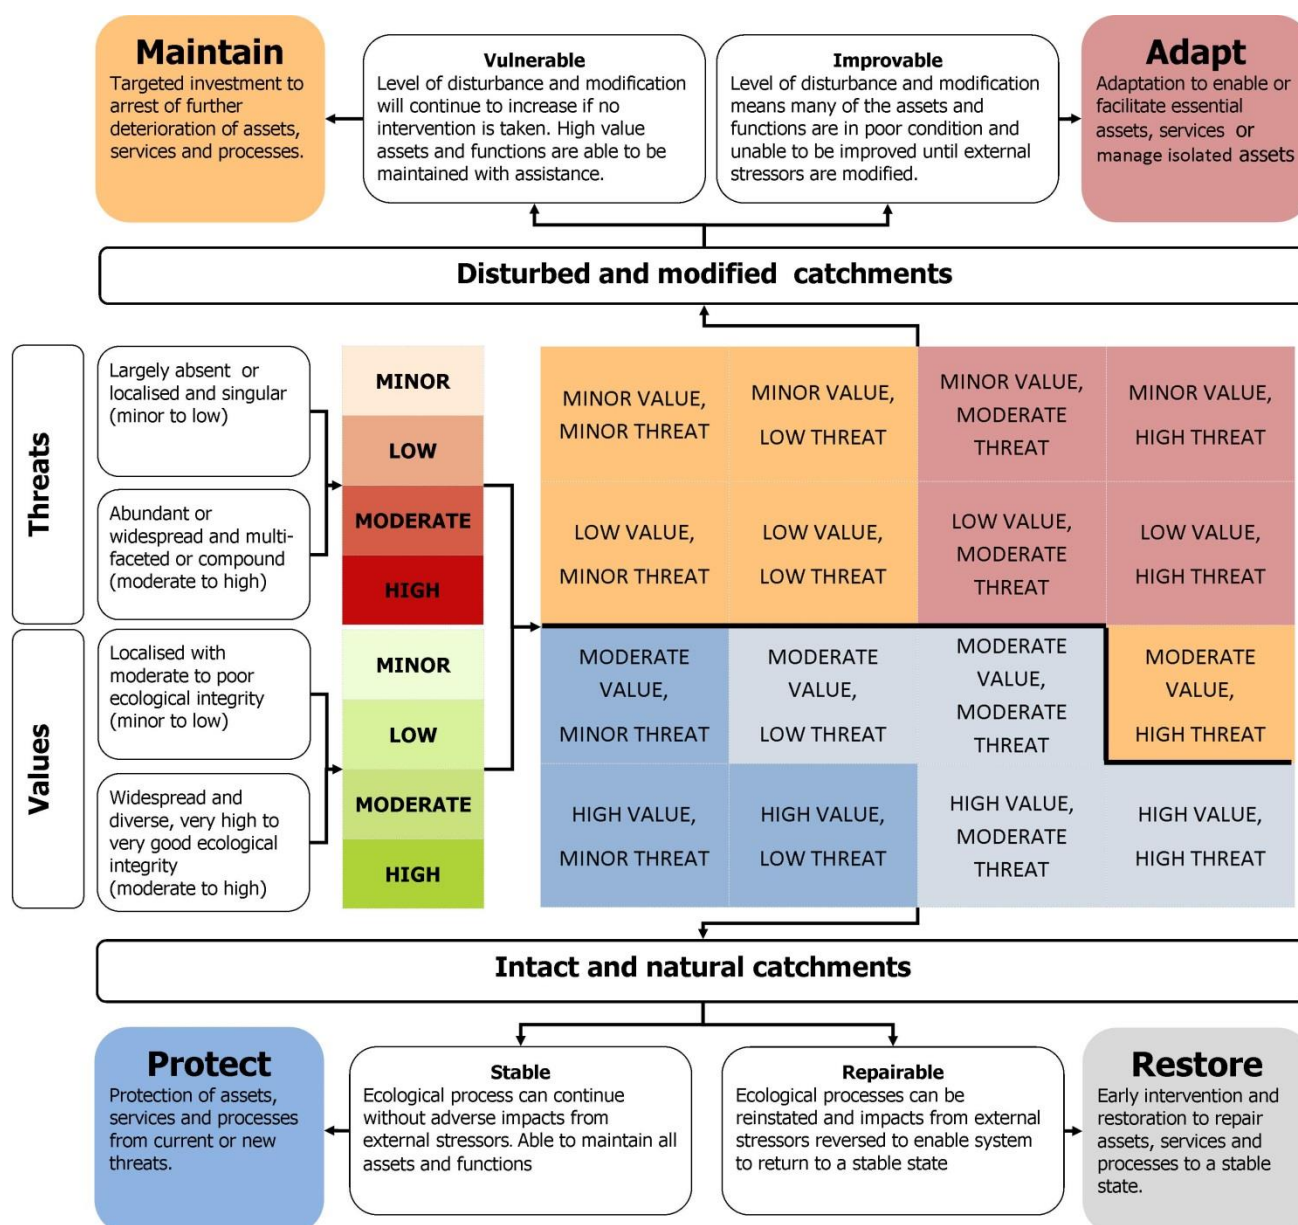 Maintain
Targeted investment to
arrest of further
deterioration of assets,
services and processes.
Vulnerable
Level of disturbance and modification
will continue to increase if no
intervention is taken. High value
assets and functions are able to be
maintained with assistance.
Improvable
Level of disturbance and modification
means many of the assets and
functions are in poor condition and
unable to be improved until external
stressors are modified.
Adapt
Adaptation to enable or
facilitate essential
assets, services or
manage isolated assets
Disturbed and modified catchments
Threats
Largely absent or
localised and singular
(minor to low)
Abundant or
widespread and multi-
faceted or compound
(moderate to high)
MINOR
LOW
MODERATE
HIGH
Values
Localised with
moderate to poor
ecological integrity
(minor to low)
Widespread and
diverse, very high to
very good ecological
integrity
(moderate to high)
MINOR
LOW
MODERATE
HIGH
MINOR VALUE,
MINOR THREAT
MINOR VALUE,
LOW THREAT
MINOR VALUE,
MODERATE
THREAT
MINOR VALUE,
HIGH THREAT
LOW VALUE,
MINOR THREAT
LOW VALUE,
LOW THREAT
LOW VALUE,
MODERATE
THREAT
LOW VALUE,
HIGH THREAT
MODERATE
VALUE,
MINOR THREAT
MODERATE
VALUE,
LOW THREAT
MODERATE
VALUE,
MODERATE
THREAT
MODERATE
VALUE,
HIGH THREAT
HIGH VALUE,
MINOR THREAT
HIGH VALUE,
LOW THREAT
HIGH VALUE,
MODERATE
THREAT
HIGH VALUE,
HIGH THREAT
Intact and natural catchments
Protect
Protection of assets,
services and processes
from current or new
threats.
Stable
Ecological process can continue
without adverse impacts from
external stressors. Able to maintain all
assets and functions
Repairable
Ecological processes can be
reinstated and impacts from external
stressors reversed to enable system
to return to a stable state
Restore
Early intervention and
restoration to repair
assets, services and
processes to a stable
state.